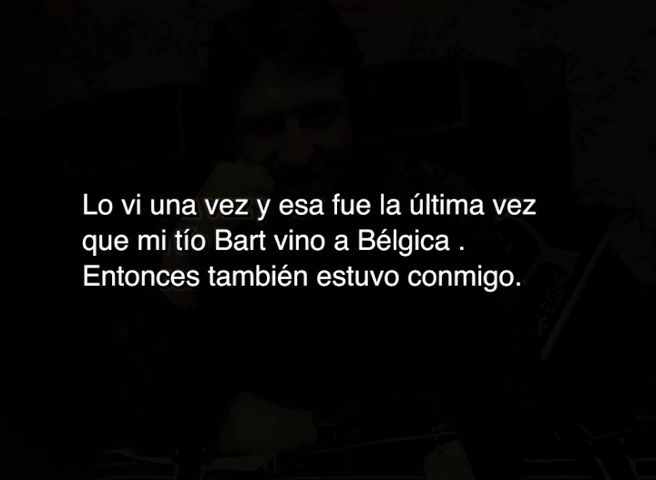 Lo vi una vez y esa fue la última vez
que mi tío Bart vino a Bélgica .
Entonces también estuvo conmigo.